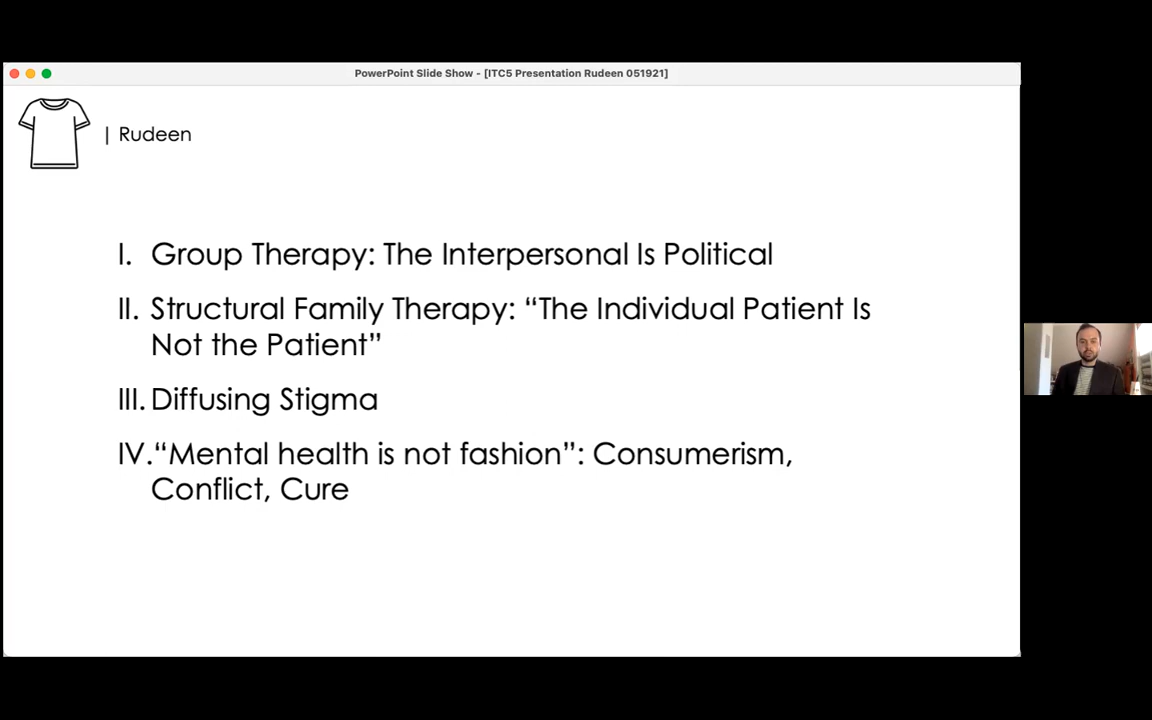 PowerPoint Slide Show - [ITC5 Presentation Rudeen 051921]
| Rudeen
I. Group Therapy: The Interpersonal Is Political
II. Structural Family Therapy: “The Individual Patient Is
Not the Patient”
III. Diffusing Stigma
IV. “Mental health is not fashion”: Consumerism,
Conflict, Cure